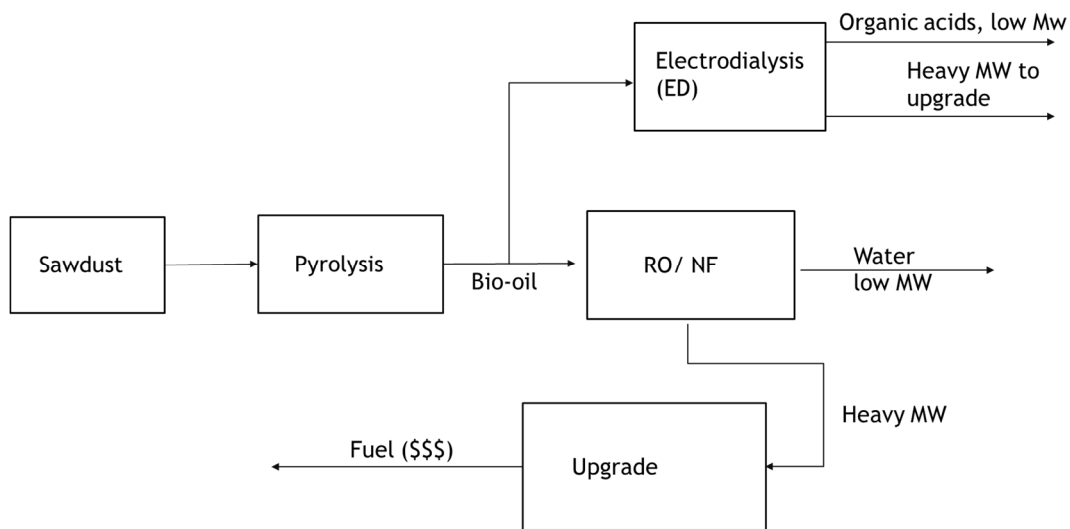 Organic acids, low Mw
Electrodialysis
(ED)
Heavy MW to
upgrade
Sawdust
Pyrolysis
Bio-oil
RO/ NF
Water
low MW
Heavy MW
Fuel ($$$)
Upgrade